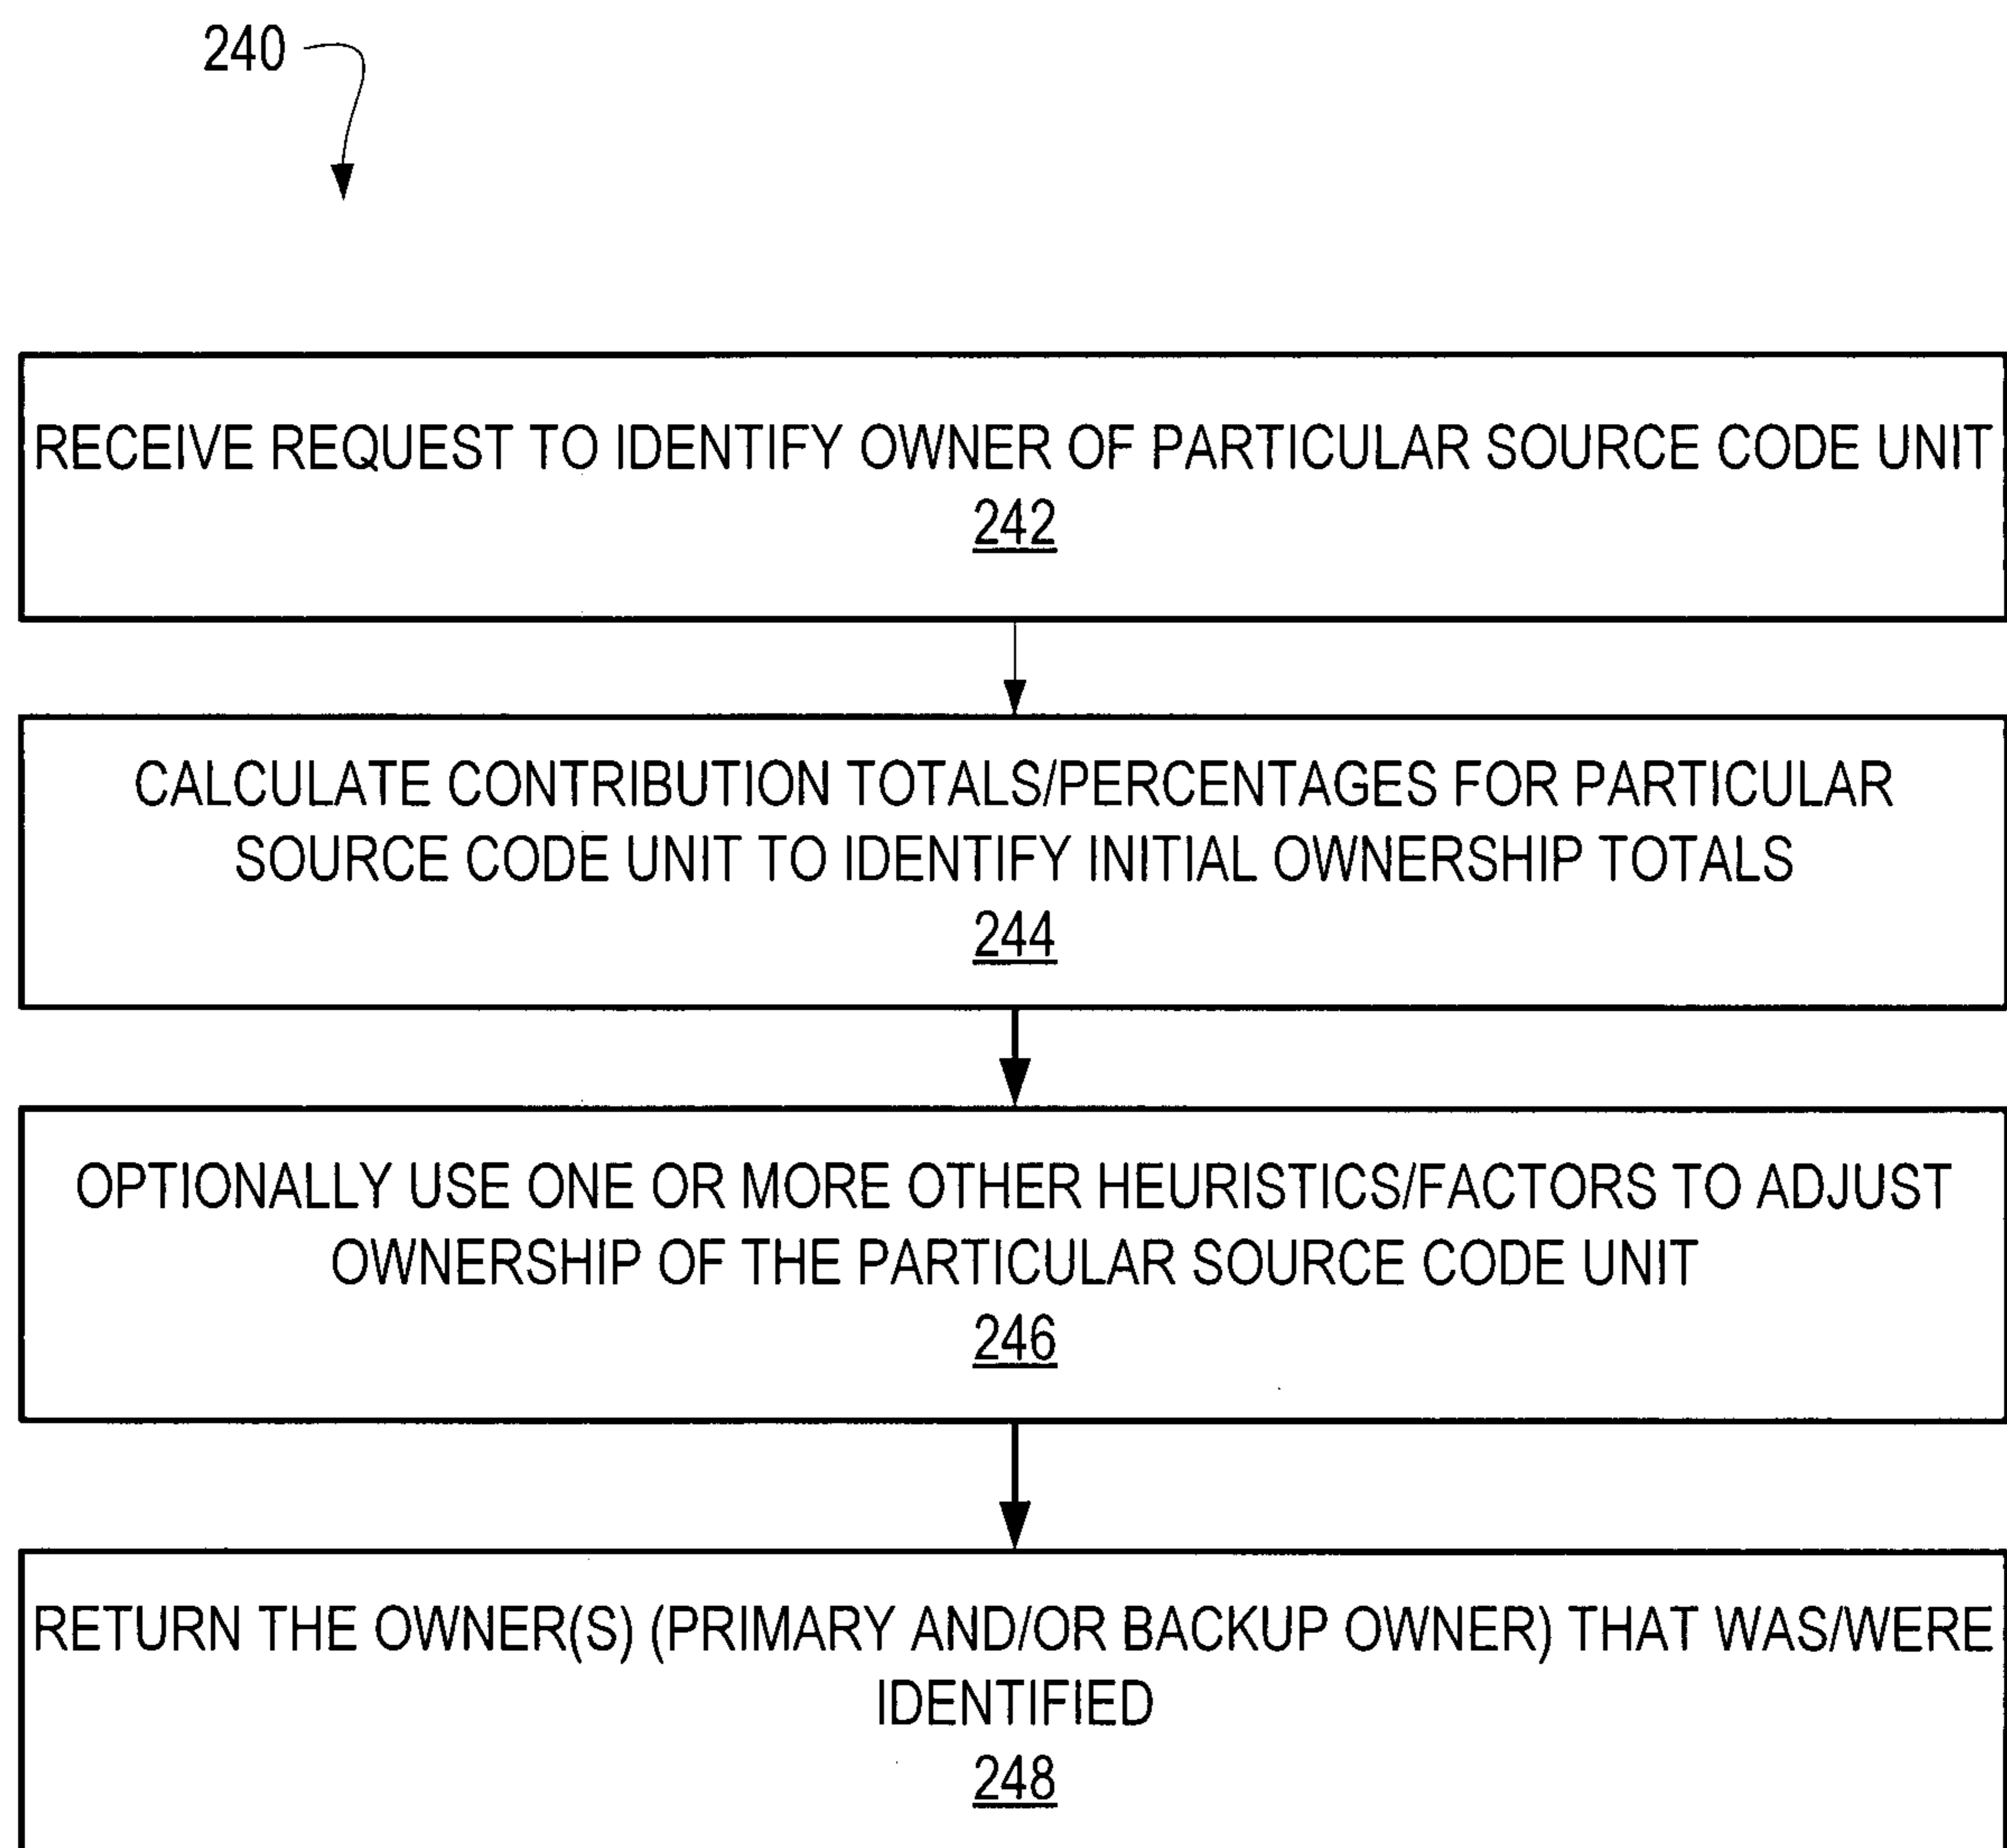 240
RECEIVE REQUEST TO IDENTIFY OWNER OF PARTICULAR SOURCE CODE UNIT
242
CALCULATE CONTRIBUTION TOTALS/PERCENTAGES FOR PARTICULAR
SOURCE CODE UNIT TO IDENTIFY INITIAL OWNERSHIP TOTALS
244
OPTIONALLY USE ONE OR MORE OTHER HEURISTICS/FACTORS TO ADJUST
OWNERSHIP OF THE PARTICULAR SOURCE CODE UNIT
246
RETURN THE OWNER(S) (PRIMARY AND/OR BACKUP OWNER) THAT WAS/WERE
IDENTIFIED
248